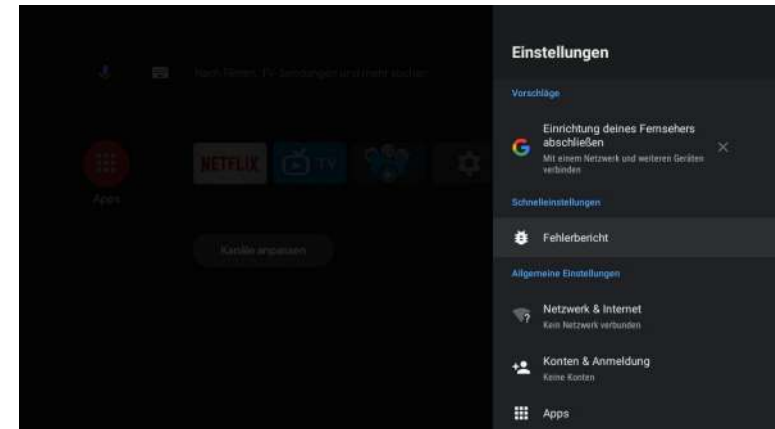 Einstellungen
Vorschläge
Einrichtung deines Fernsehers
abschließen
Mit einem Netzwerk und weiteren Geräten
verbinden
Schnelleinstellungen
Fehlerbericht
Allgemeine Einstellungen
Netzwerk & Internet
Kein Netzwerk verbunden
Konten & Anmeldung
Keine Konten
Apps
Nach Filmen, TV-Sendungen und mehr suchen
NETFLIX
TV
Apps
Kanäle anpassen